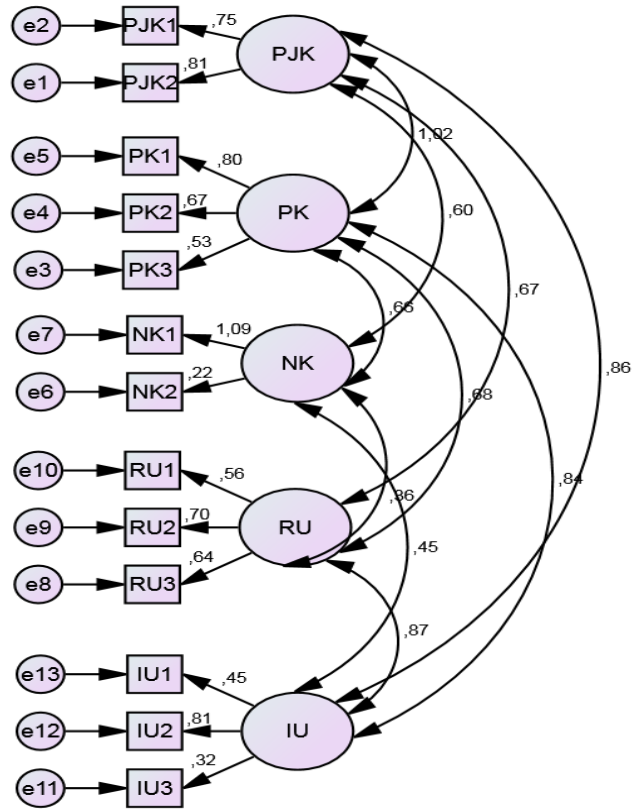 e2 PJK1 ,75
PJK
e1 PJK2 ,81
1,02
e5 PK1 ,80
e4 PK2 ,67
PK
,60
e3 PK3 ,53
,67
,66
e7 NK1 1,09
NK
,86
e6 NK2 ,22
,68
e10 RU1 ,56
,84
,36
e9 RU2 ,70
RU
,45
e8 RU3 ,64
,87
e13 IU1 ,45
e12 IU2 ,81
IU
e11 IU3 ,32